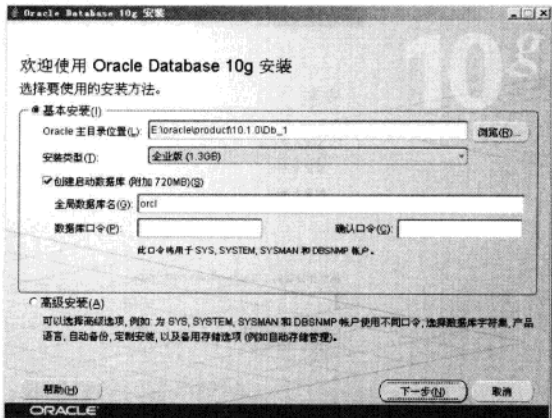 Oracle Database 10g 安装
10g
欢迎使用 Oracle Database 10g 安装
选择要使用的安装方法。
基本安装(I)
Oracle 主目录位置(L): E:\oracle\product\10.1.0\Db_1 浏览(R)...
安装类型(T): 企业版 (1.3GB)
创建启动数据库 (附加 720MB)(S)
全局数据库名(G): orcl
数据库口令(P): 确认口令(C):
此口令将用于 SYS, SYSTEM, SYSMAN 和 DBSNMP 帐户。
高级安装(A)
可以选择高级选项, 例如: 为 SYS, SYSTEM, SYSMAN 和 DBSNMP 帐户使用不同口令, 选择数据库字符集, 产品
语言, 自动备份, 定制安装, 以及备用存储选项 (例如自动存储管理)。
帮助(H) 下一步(N) 取消
ORACLE